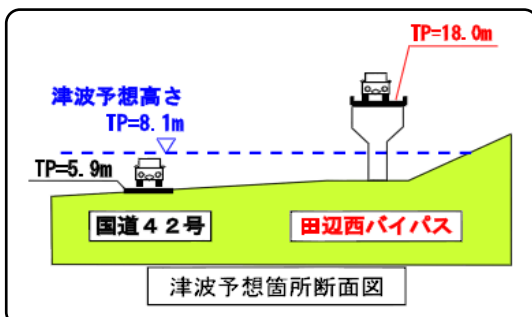 TP=18.0m
津波予想高さ
TP=8.1m
TP=5.9m
国道42号
田辺西バイパス
津波予想箇所断面図